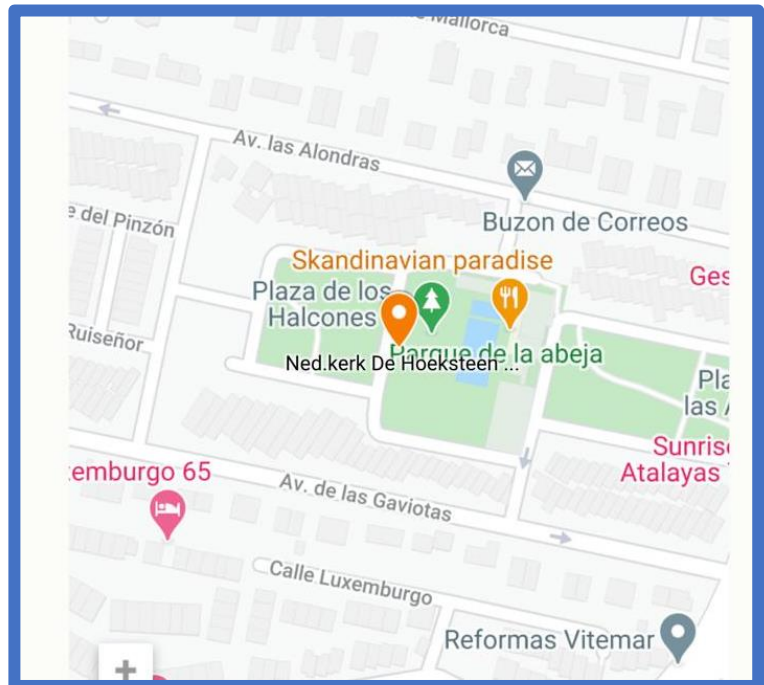 Mallorca
Av. las Alondras
Buzon de Correos
e del Pinzón
Skandinavian paradise
Ges
Plaza de los
Halcones
Ruiseñor
Parque de la abeja
Ned.kerk De Hoeksteen ...
Pla
las
Sunris
Atalayas
emburgo 65
Av. de las Gaviotas
Calle Luxemburgo
Reformas Vitemar
+